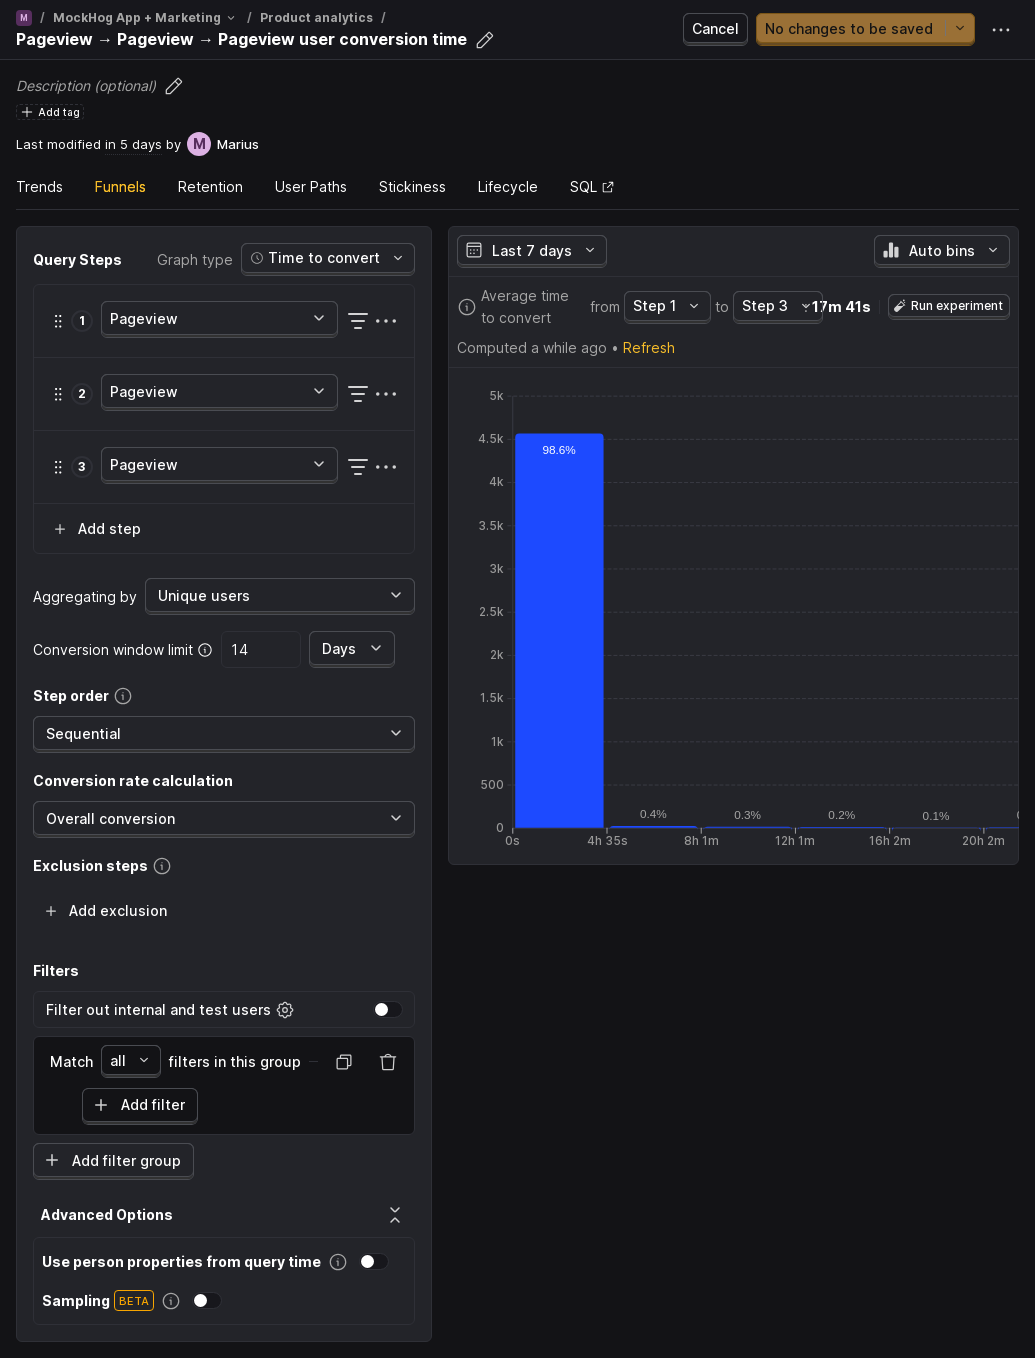 M / MockHog App + Marketing / Product analytics /
Pageview → Pageview → Pageview user conversion time
Cancel
No changes to be saved
Description (optional)
Add tag
Last modified in 5 days by M Marius
Trends Funnels Retention User Paths Stickiness Lifecycle SQL
Query Steps
Graph type
Time to convert
1 Pageview
2 Pageview
3 Pageview
Add step
Aggregating by Unique users
Conversion window limit 14 Days
Step order
Sequential
Conversion rate calculation
Overall conversion
Exclusion steps
Add exclusion
Filters
Filter out internal and test users
Match all filters in this group
Add filter
Add filter group
Advanced Options
Use person properties from query time
Sampling BETA
Last 7 days
Auto bins
Average time
to convert
from Step 1 to Step 3 17m 41s
Run experiment
Computed a while ago • Refresh
5k
4.5k
4k
3.5k
3k
2.5k
2k
1.5k
1k
500
0
98.6%
0.4%
0.3%
0.2%
0.1%
0s 4h 35s 8h 1m 12h 1m 16h 2m 20h 2m